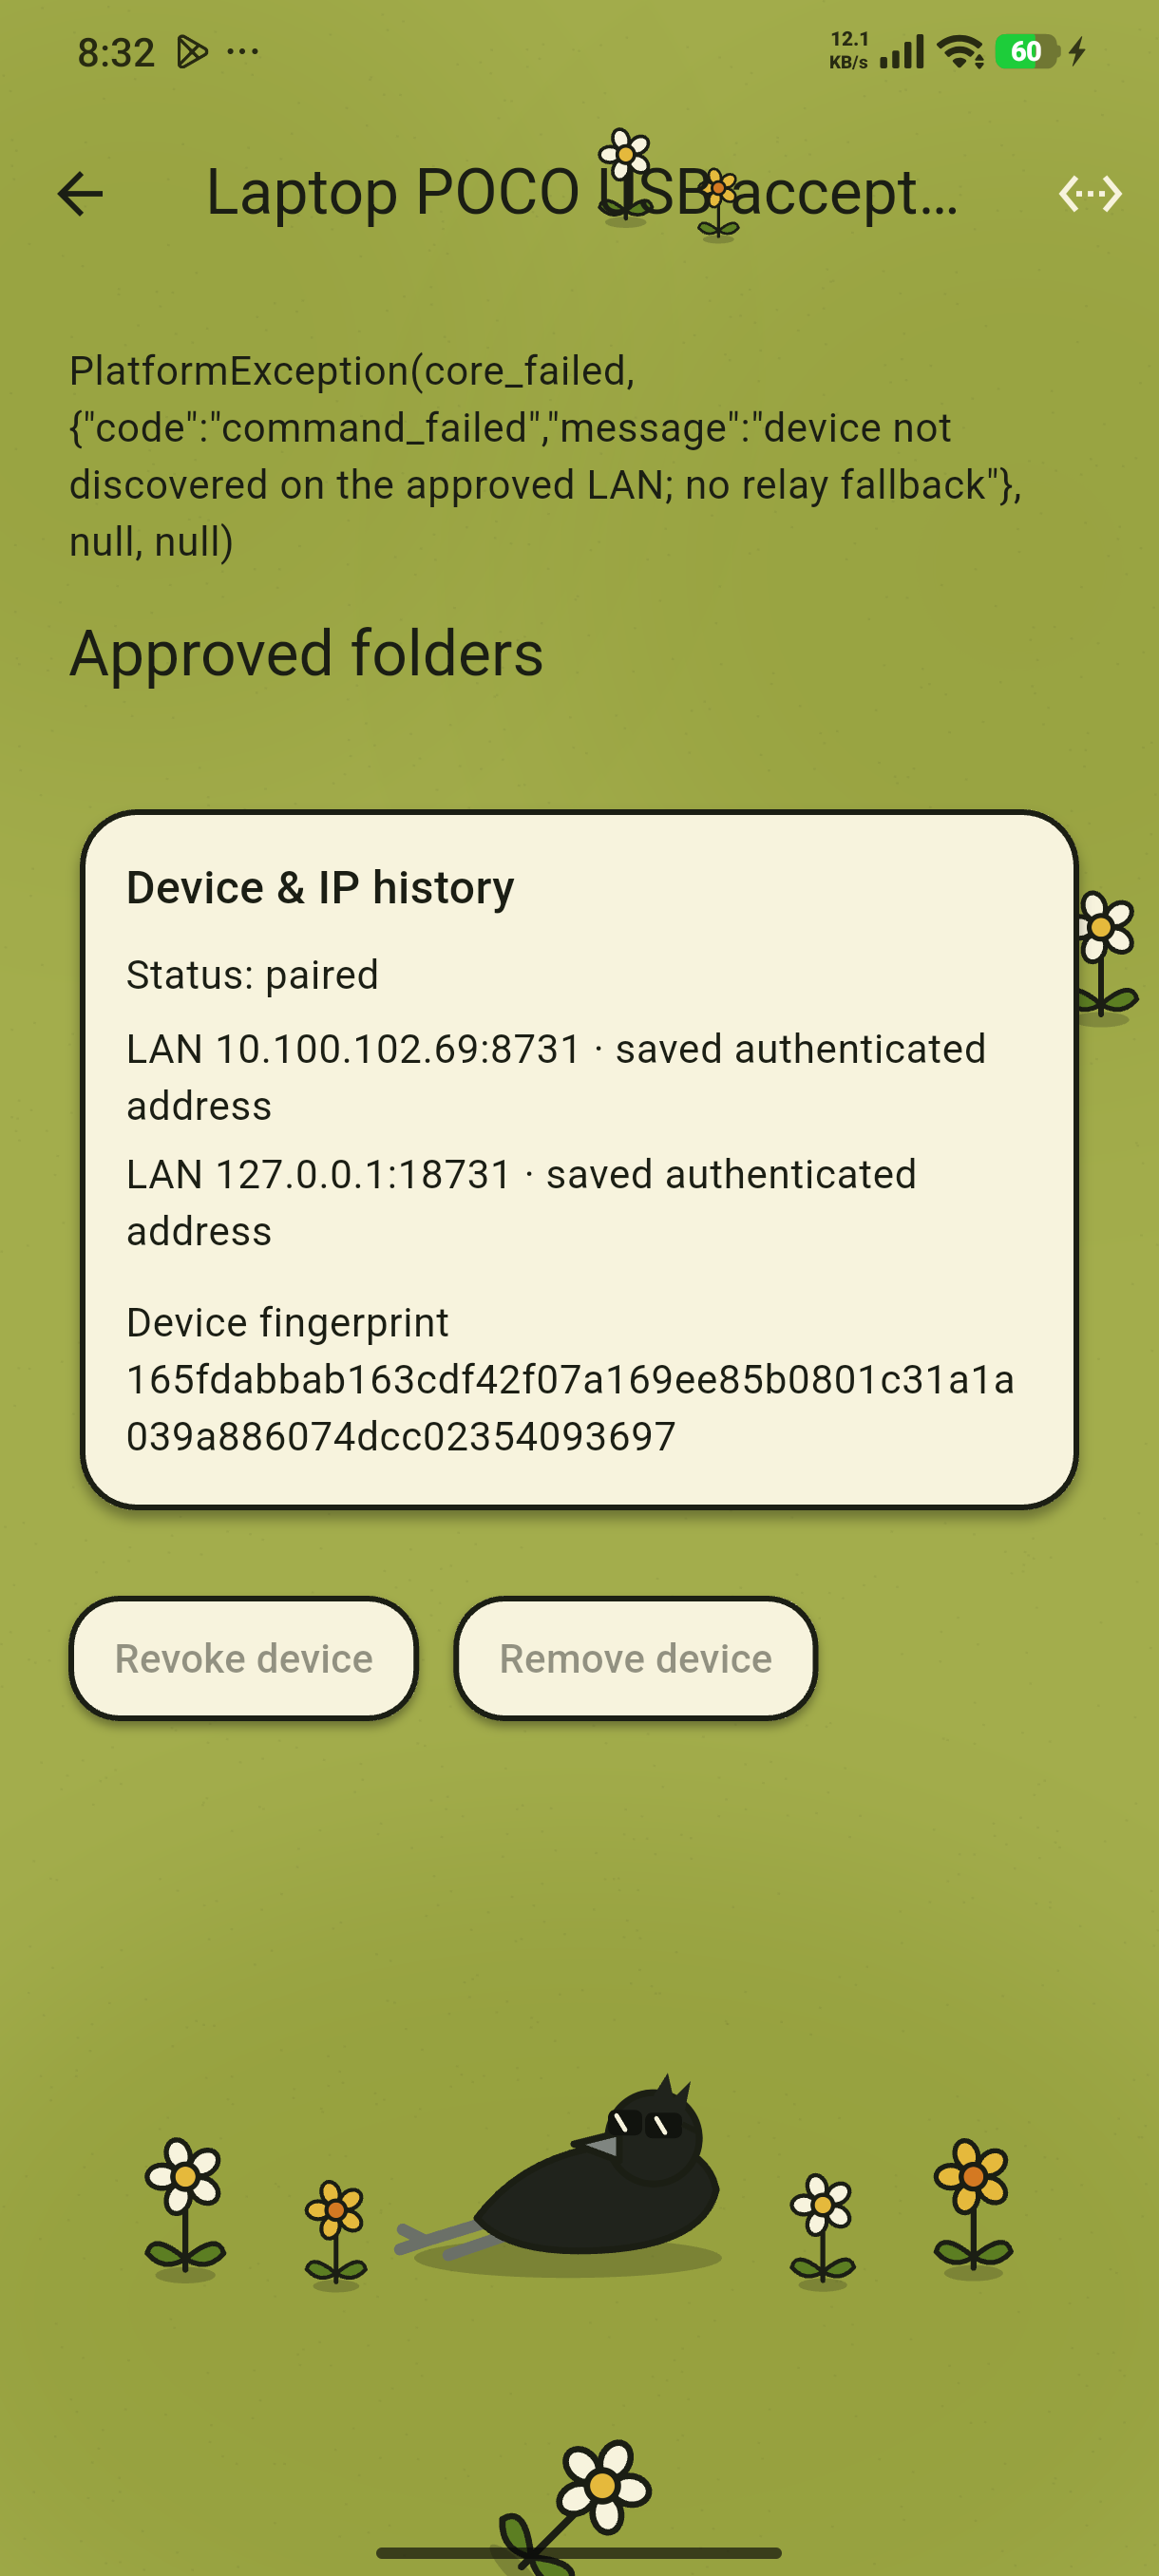 8:32
12.1
KB/s
60
Laptop POCO USB accept…
PlatformException(core_failed,
{"code":"command_failed","message":"device not
discovered on the approved LAN; no relay fallback"},
null, null)
Approved folders
Device & IP history
Status: paired
LAN 10.100.102.69:8731 · saved authenticated
address
LAN 127.0.0.1:18731 · saved authenticated
address
Device fingerprint
165fdabbab163cdf42f07a169ee85b0801c31a1a
039a886074dcc02354093697
Revoke device
Remove device